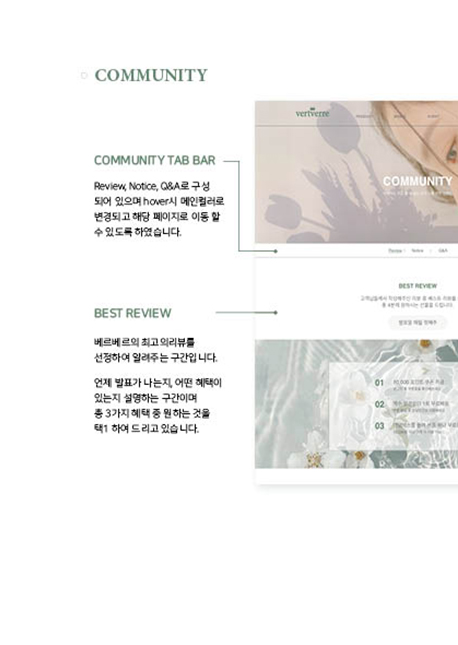 COMMUNITY
COMMUNITY TAB BAR
Review, Notice, Q&A로 구성
되어 있으며 hover시 메인컬러로
변경되고 해당 페이지로 이동 할
수 있도록 하였습니다.
BEST REVIEW
베르베르의 최고의리뷰를
선정하여 알려주는 구간입니다.
언제 발표가 나는지, 어떤 혜택이
있는지 설명하는 구간이며
총 3가지 혜택 중 원하는 것을
택1 하여 드리고 있습니다.
vertverre
COMMUNITY
Review
Notice
Q&A
BEST REVIEW
01
02
03